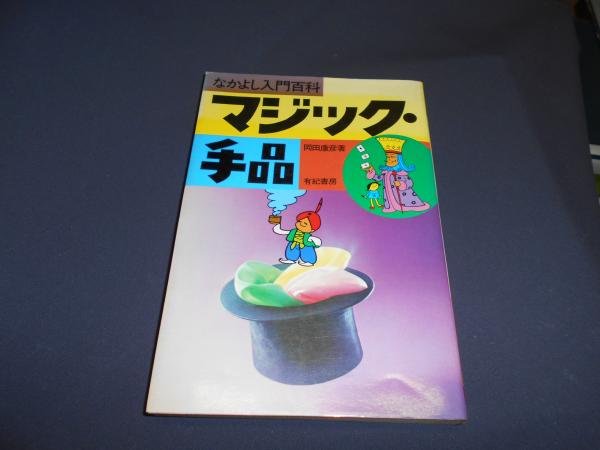 なかよし入門百科
マジック・
手品
岡田康彦著
有紀書房